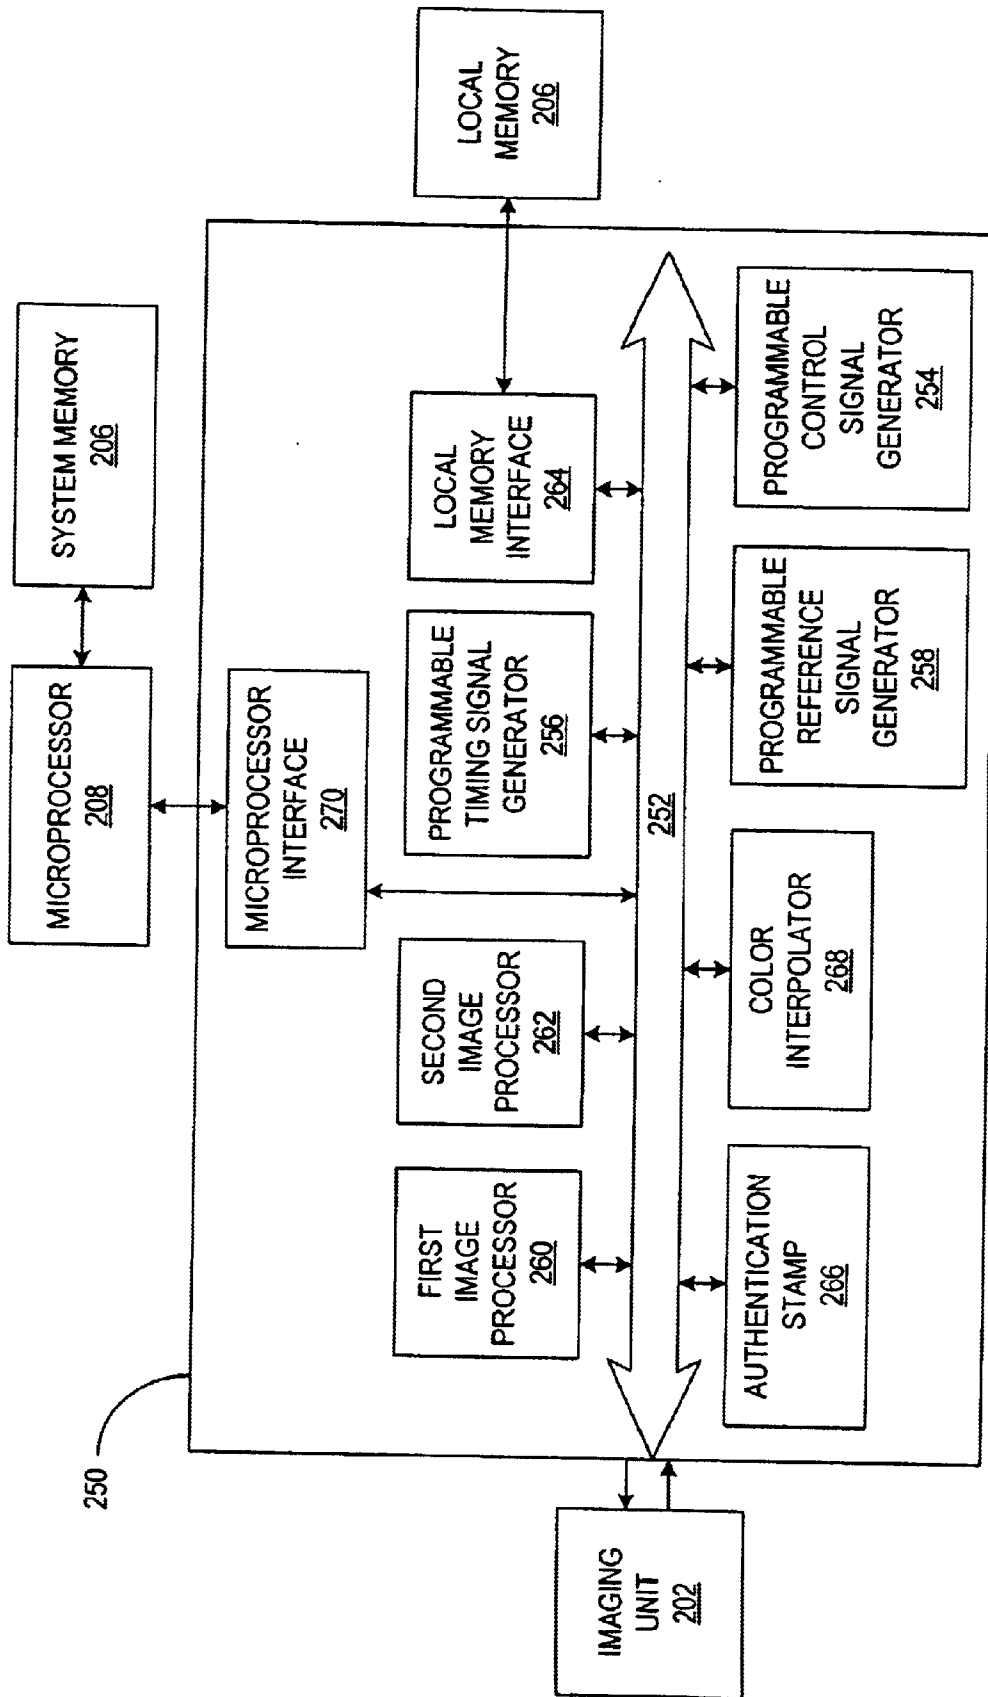 MICROPROCESSOR
208
SYSTEM MEMORY
206
250
MICROPROCESSOR
INTERFACE
270
FIRST
IMAGE
PROCESSOR
260
SECOND
IMAGE
PROCESSOR
262
PROGRAMMABLE
TIMING SIGNAL
GENERATOR
256
LOCAL
MEMORY
INTERFACE
264
LOCAL
MEMORY
206
IMAGING
UNIT
202
252
AUTHENTICATION
STAMP
266
COLOR
INTERPOLATOR
268
PROGRAMMABLE
REFERENCE
SIGNAL
GENERATOR
258
PROGRAMMABLE
CONTROL
SIGNAL
GENERATOR
254